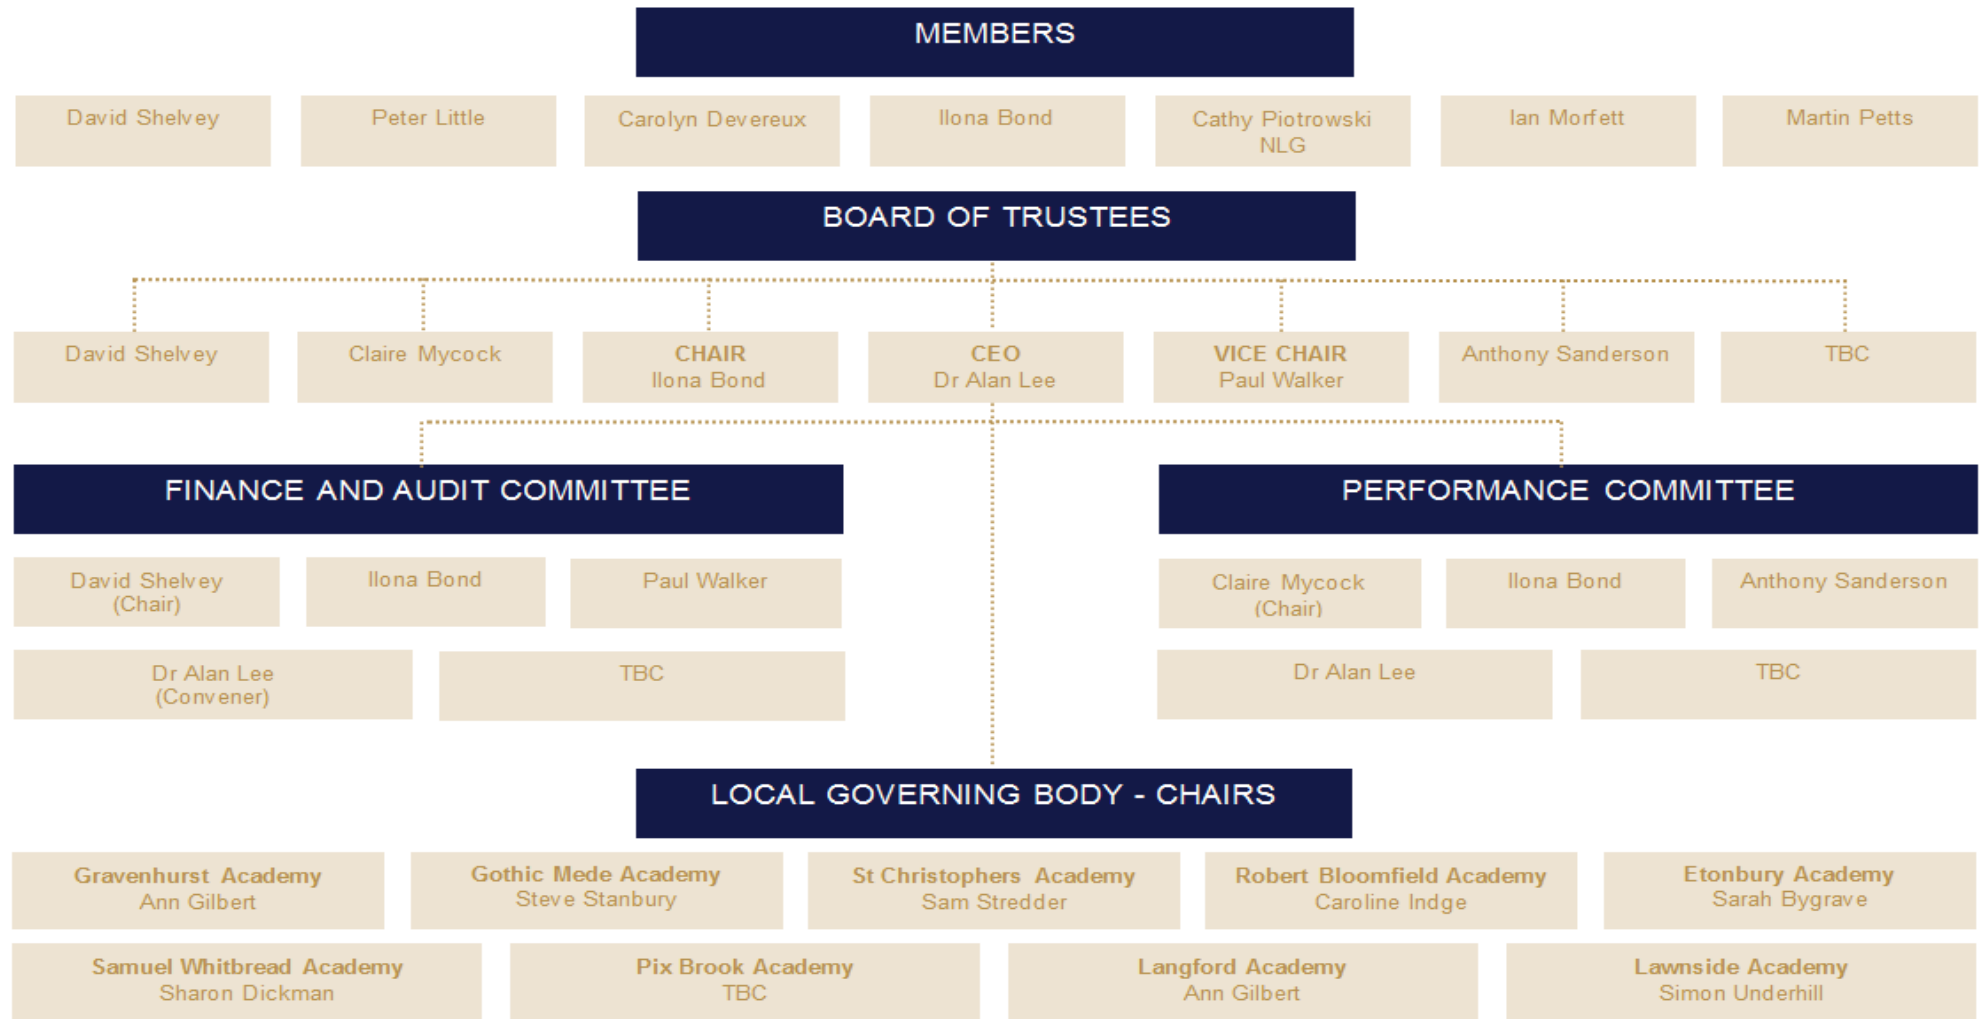 MEMBERS
David Shelvey
Peter Little
Carolyn Devereux
Ilona Bond
Cathy Piotrowski
NLG
Ian Morfett
Martin Petts
BOARD OF TRUSTEES
David Shelvey
Claire Mycock
CHAIR
Ilona Bond
CEO
Dr Alan Lee
VICE CHAIR
Paul Walker
Anthony Sanderson
TBC
FINANCE AND AUDIT COMMITTEE
David Shelvey
(Chair)
Ilona Bond
Paul Walker
Dr Alan Lee
(Convener)
TBC
PERFORMANCE COMMITTEE
Claire Mycock
(Chair)
Ilona Bond
Anthony Sanderson
Dr Alan Lee
TBC
LOCAL GOVERNING BODY - CHAIRS
Gravenhurst Academy
Ann Gilbert
Gothic Mede Academy
Steve Stanbury
St Christophers Academy
Sam Stredder
Robert Bloomfield Academy
Caroline Indge
Etonbury Academy
Sarah Bygrave
Samuel Whitbread Academy
Sharon Dickman
Pix Brook Academy
TBC
Langford Academy
Ann Gilbert
Lawnside Academy
Simon Underhill